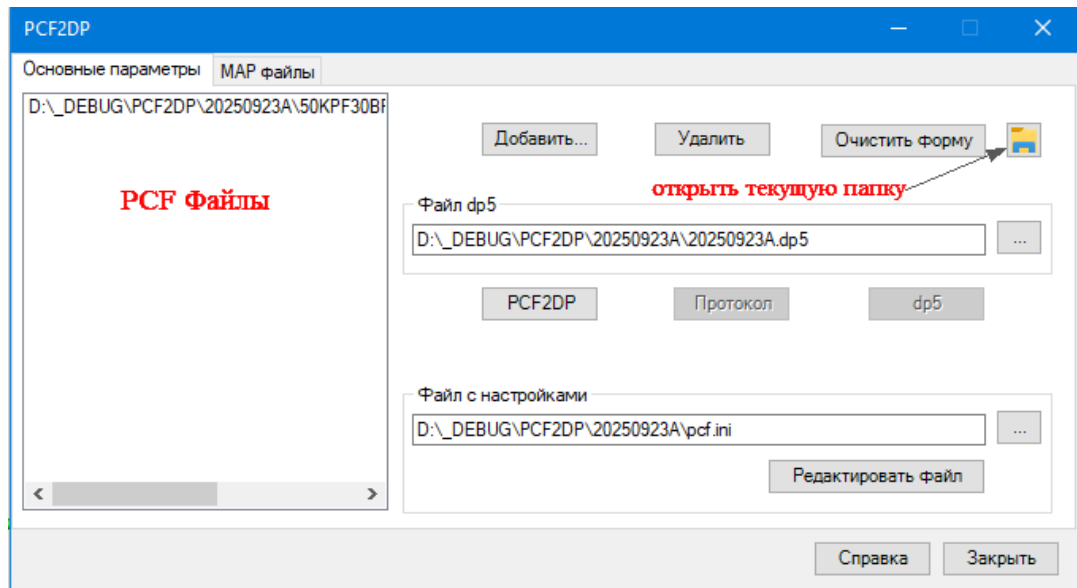 PCF2DP
Основные параметры
MAP файлы
D:\_DEBUG\PCF2DP\20250923A\50KPF30BF
PCF Файлы
Добавить...
Удалить
Очистить форму
открыть текущую папку
Файл dp5
D:\_DEBUG\PCF2DP\20250923A\20250923A.dp5
...
PCF2DP
Протокол
dp5
Файл с настройками
D:\_DEBUG\PCF2DP\20250923A\pcf.ini
...
Редактировать файл
Справка
Закрыть